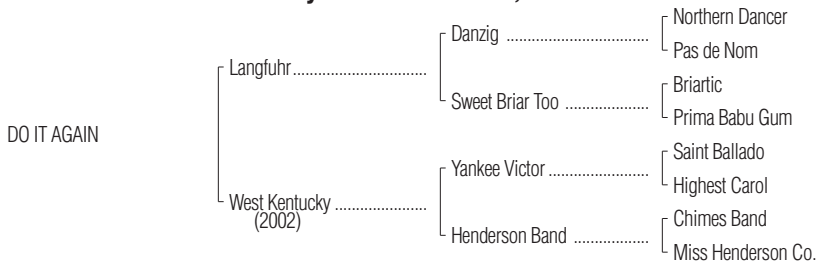 Northern Dancer
Danzig
Pas de Nom
Langfuhr
Briartic
Sweet Briar Too
Prima Babu Gum
DO IT AGAIN
Saint Ballado
Yankee Victor
Highest Carol
West Kentucky
(2002)
Chimes Band
Henderson Band
Miss Henderson Co.